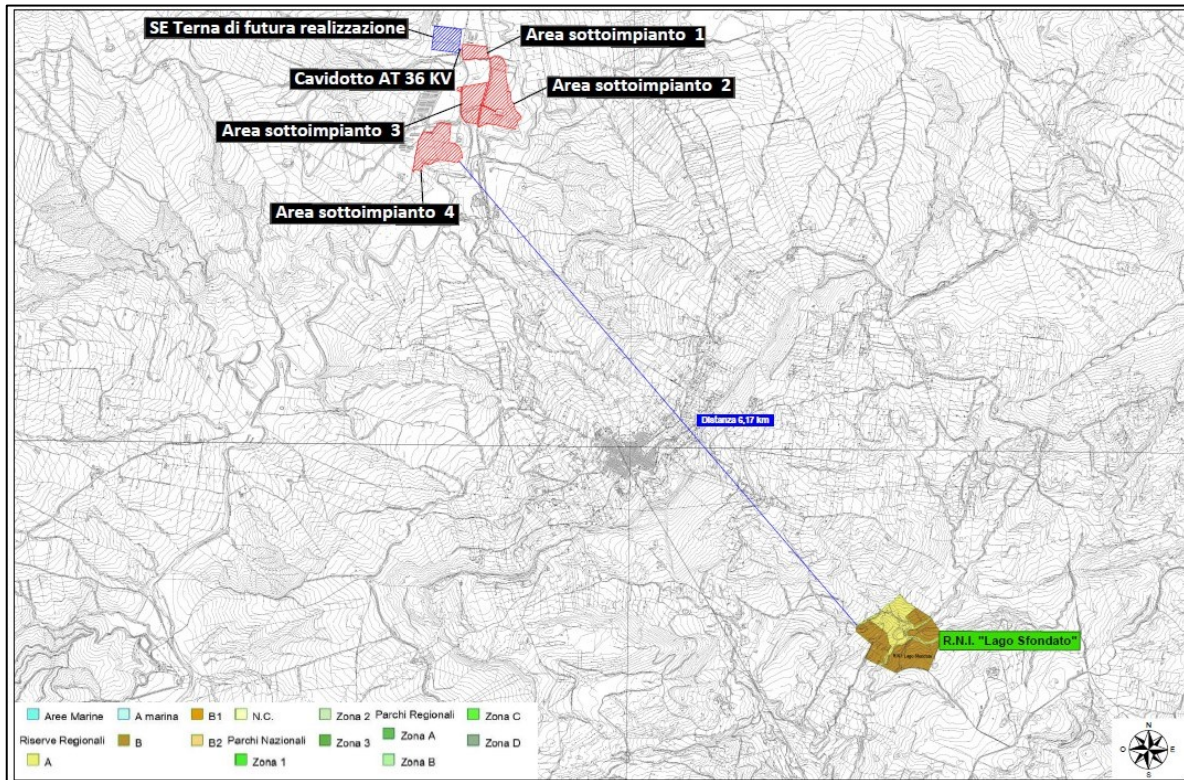 SE Terna di futura realizzazione
Area sottoimpianto 1
Cavidotto AT 36 KV
Area sottoimpianto 2
Area sottoimpianto 3
Area sottoimpianto 4
Distanza 6,17 km
R.N.I. "Lago Sfondato"
Aree Marine
A marina
B1
N.C.
Zona 2
Parchi Regionali
Zona C
Riserve Regionali
B
B2
Parchi Nazionali
Zona 3
Zona A
Zona D
A
Zona 1
Zona B
N
O
E
S